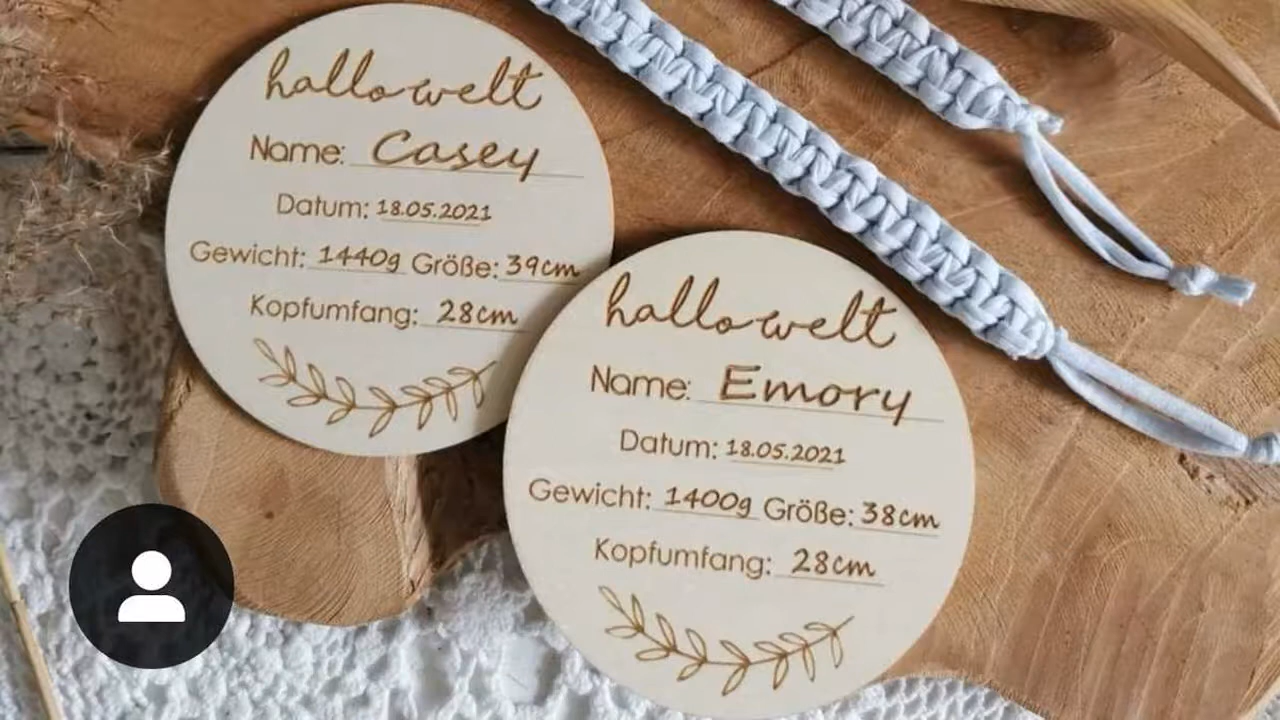 hallo welt
Name: Casey
Datum: 18.05.2021
Gewicht: 1440g Größe: 39cm
Kopfumfang: 28cm
hallo welt
Name: Emory
Datum: 18.05.2021
Gewicht: 1400g Größe: 38cm
Kopfumfang: 28cm